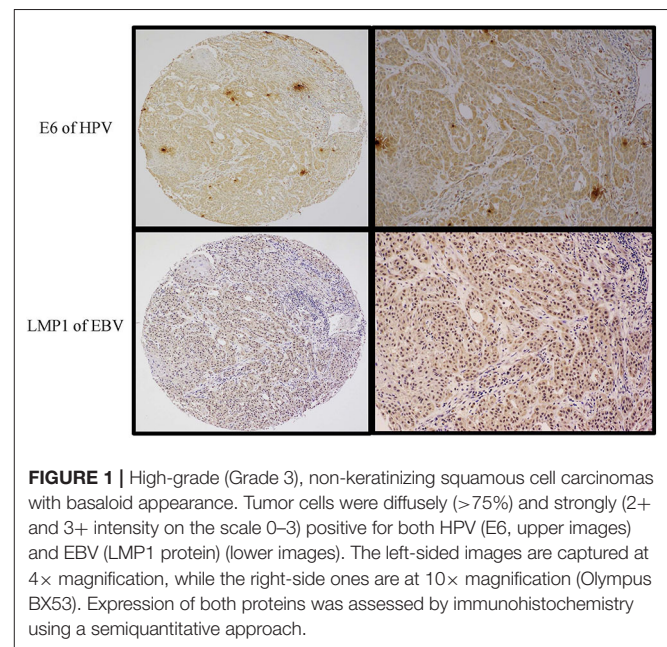 E6 of HPV
LMP1 of EBV
FIGURE 1 | High-grade (Grade 3), non-keratinizing squamous cell carcinomas
with basaloid appearance. Tumor cells were diffusely (>75%) and strongly (2+
and 3+ intensity on the scale 0–3) positive for both HPV (E6, upper images)
and EBV (LMP1 protein) (lower images). The left-sided images are captured at
4× magnification, while the right-side ones are at 10× magnification (Olympus
BX53). Expression of both proteins was assessed by immunohistochemistry
using a semiquantitative approach.